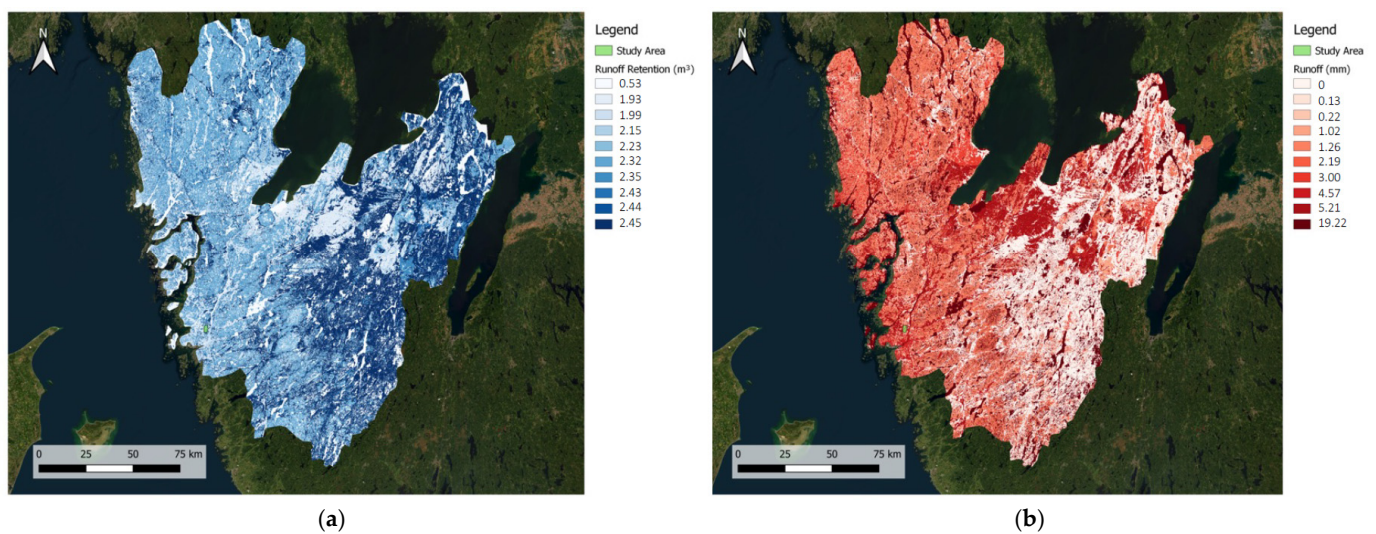 N
Legend
Study Area
Runoff Retention (m³)
0.53
1.93
1.99
2.15
2.23
2.32
2.35
2.43
2.44
2.45
0 25 50 75 km
(a)
N
Legend
Study Area
Runoff (mm)
0
0.13
0.22
1.02
1.26
2.19
3.00
4.57
5.21
19.22
0 25 50 75 km
(b)